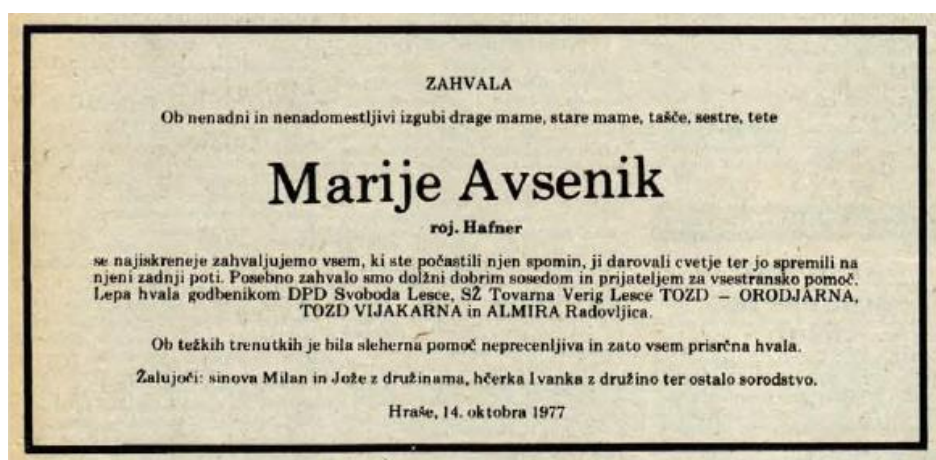 ZAHVALA
Ob nenadni in nenadomestljivi izgubi drage mame, stare mame, tašče, sestre, tete
Marije Avsenik
roj. Hafner
se najiskreneje zahvaljujemo vsem, ki ste počastili njen spomin, ji darovali cvetje ter jo spremili na
njeni zadnji poti. Posebno zahvalo smo dolžni dobrim sosedom in prijateljem za vsestransko pomoč.
Lepa hvala godbenikom DPD Svoboda Lesce, SŽ Tovarna Verig Lesce TOZD – ORODJARNA,
TOZD VIJAKARNA in ALMIRA Radovljica.
Ob težkih trenutkih je bila sleherna pomoč neprecenljiva in zato vsem prisrčna hvala.
Žalujoči: sinova Milan in Jože z družinama, hčerka Ivanka z družino ter ostalo sorodstvo.
Hraše, 14. oktobra 1977